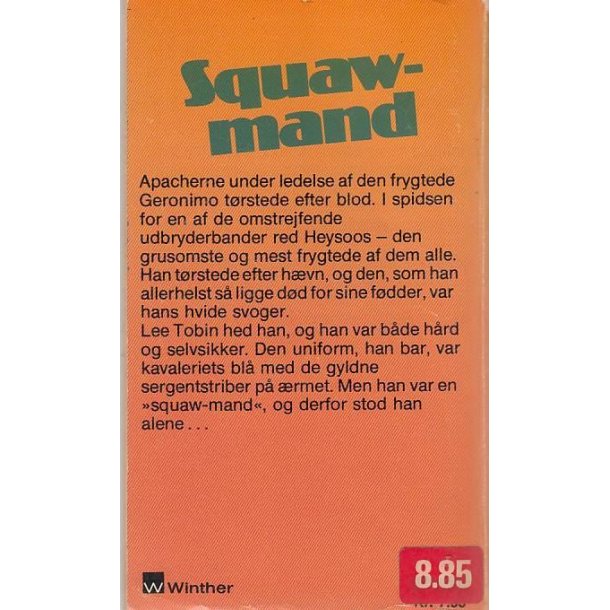 Squaw-
mand
Apacherne under ledelse af den frygtede
Geronimo tørstede efter blod. I spidsen
for en af de omstrejfende
udbryderbander red Heysoos – den
grusomste og mest frygtede af dem alle.
Han tørstede efter hævn, og den, som han
allerhelst så ligge død for sine fødder, var
hans hvide svoger.
Lee Tobin hed han, og han var både hård
og selvsikker. Den uniform, han bar, var
kavaleriets blå med de gyldne
sergentstriber på ærmet. Men han var en
»squaw-mand«, og derfor stod han
alene...
W Winther
8.85